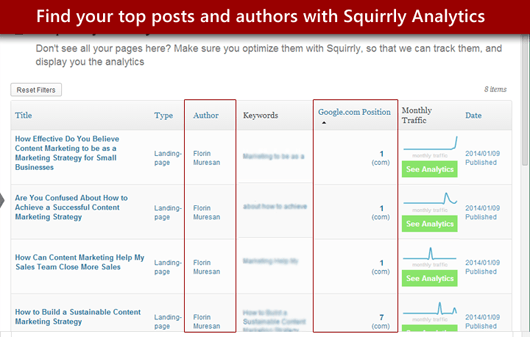 Find your top posts and authors with Squirrly Analytics
Don't see all your pages here? Make sure you optimize them with Squirrly, so that we can track them, and
display you the analytics
Reset Filters
8 items
Title Type Author Keywords Google.com Position Monthly Traffic Date
How Effective Do You Believe
Content Marketing to be as a
Marketing Strategy for Small
Businesses
Landing-
page
Florin
Muresan
Marketing to be as a
1
(com)
monthly traffic
See Analytics
2014/01/09
Published
Are You Confused About How to
Achieve a Successful Content
Marketing Strategy
Landing-
page
Florin
Muresan
about how to achieve
1
(com)
monthly traffic
See Analytics
2014/01/09
Published
How Can Content Marketing Help My
Sales Team Close More Sales
Landing-
page
Florin
Muresan
Marketing Help My
1
(com)
monthly traffic
See Analytics
2014/01/09
Published
How to Build a Sustainable Content
Marketing Strategy
Landing-
page
Florin
Muresan
How to Build a
Sustainable Content
Marketing Strategy
7
(com)
monthly traffic
See Analytics
2014/01/09
Published